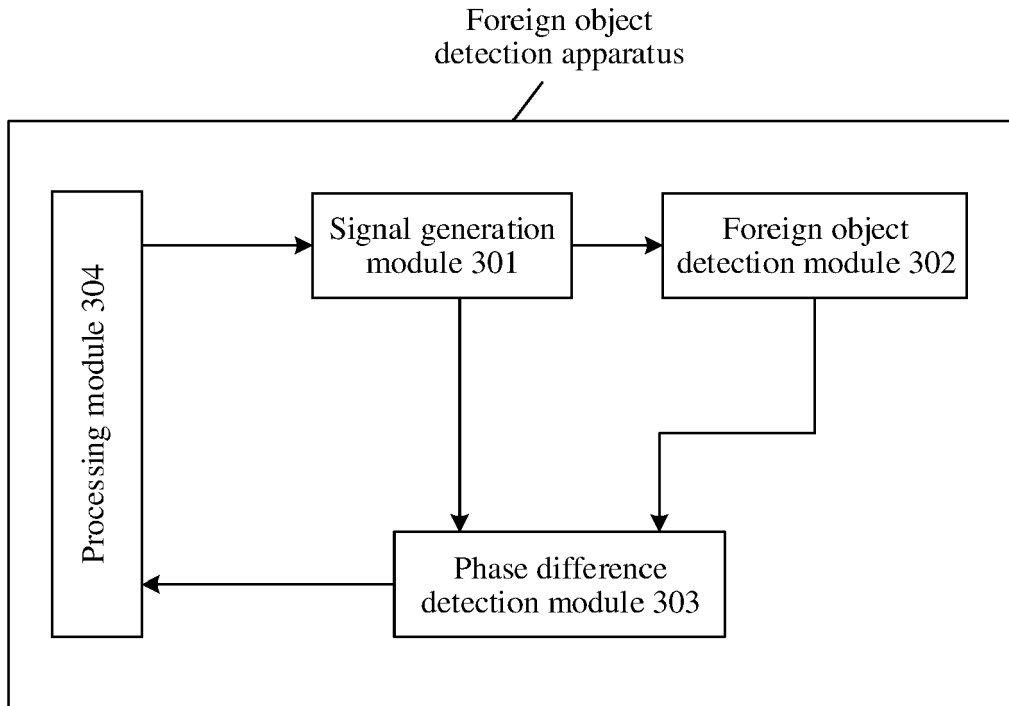 Foreign object
detection apparatus
Processing module 304
Signal generation
module 301
Foreign object
detection module 302
Phase difference
detection module 303